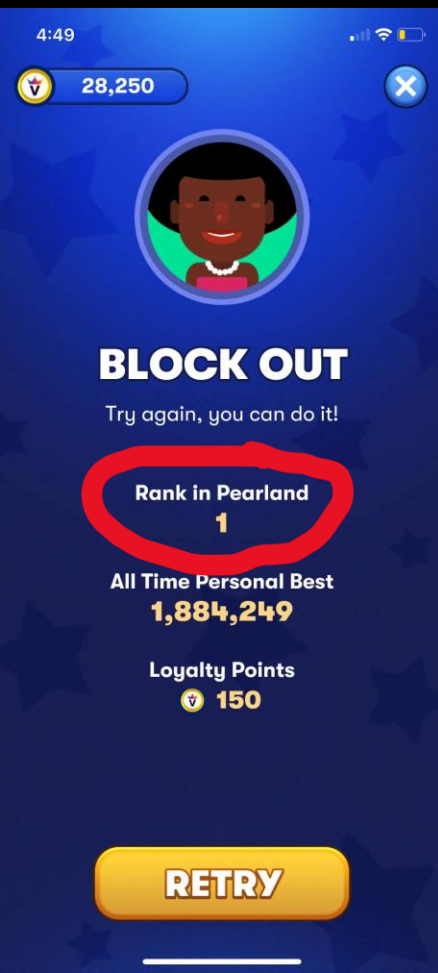 4:49
28,250
BLOCK OUT
Try again, you can do it!
Rank in Pearland
1
All Time Personal Best
1,884,249
Loyalty Points
150
RETRY